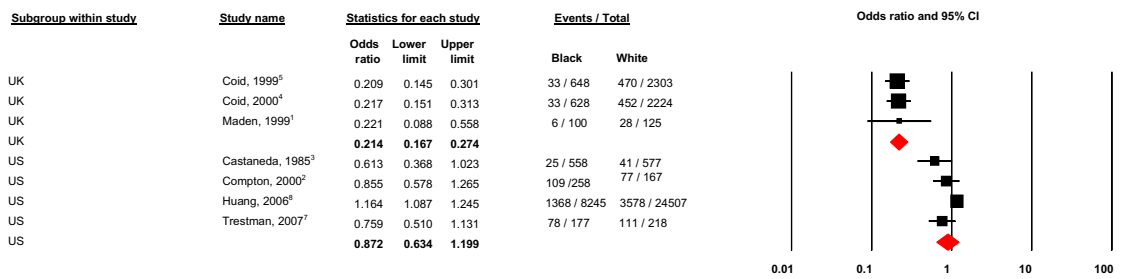 Subgroup within study Study name Statistics for each study Events / Total Odds ratio and 95% CI
Odds ratio Lower limit Upper limit Black White
UK Coid, 1999⁵ 0.209 0.145 0.301 33 / 648 470 / 2303
UK Coid, 2000⁴ 0.217 0.151 0.313 33 / 628 452 / 2224
UK Maden, 1999¹ 0.221 0.088 0.558 6 / 100 28 / 125
UK 0.214 0.167 0.274
US Castaneda, 1985³ 0.613 0.368 1.023 25 / 558 41 / 577
US Compton, 2000² 0.855 0.578 1.265 109 /258 77 / 167
US Huang, 2006⁸ 1.164 1.087 1.245 1368 / 8245 3578 / 24507
US Trestman, 2007⁷ 0.759 0.510 1.131 78 / 177 111 / 218
US 0.872 0.634 1.199
0.01 0.1 1 10 100